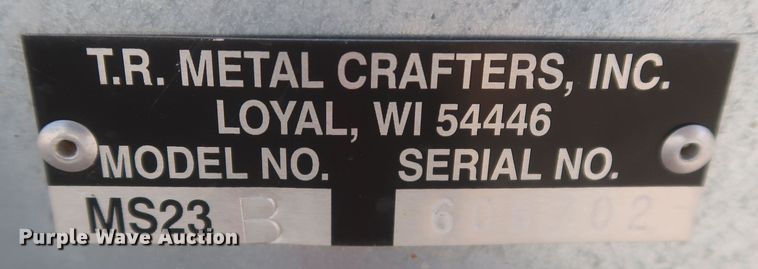 T.R. METAL CRAFTERS, INC.
LOYAL, WI 54446
MODEL NO. SERIAL NO.
MS23 B
Purple Wave Auction